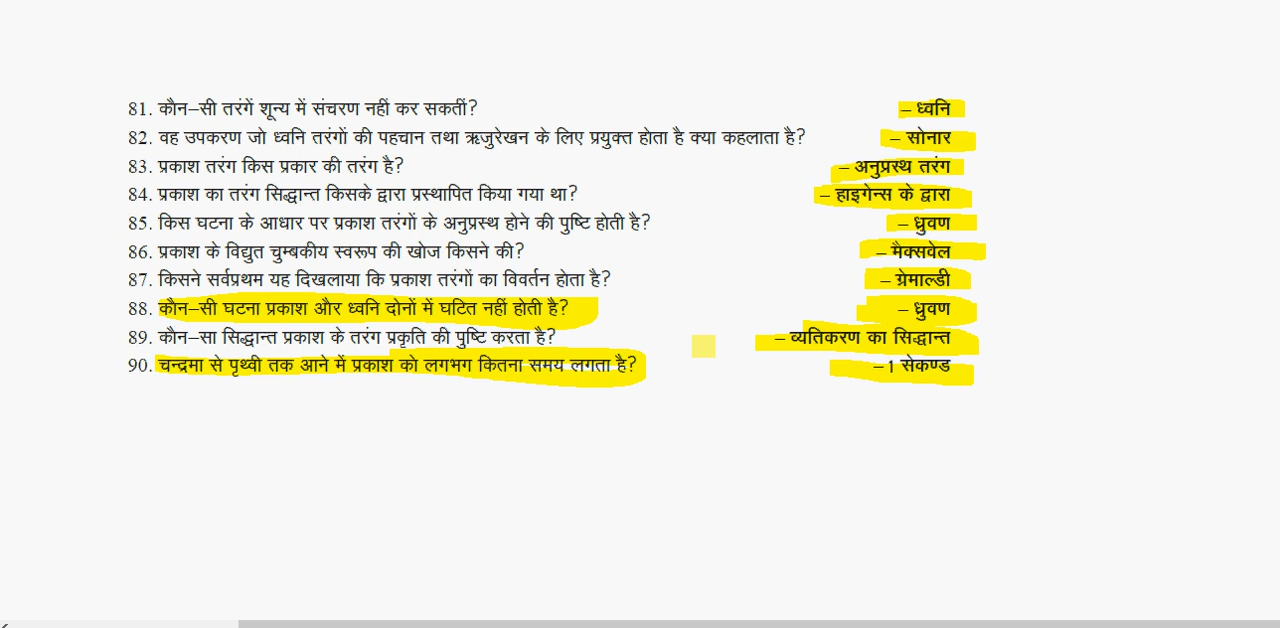 81. कौन–सी तरंगें शून्य में संचरण नहीं कर सकतीं? – ध्वनि
82. वह उपकरण जो ध्वनि तरंगों की पहचान तथा ऋजुरेखन के लिए प्रयुक्त होता है क्या कहलाता है? – सोनार
83. प्रकाश तरंग किस प्रकार की तरंग है? – अनुप्रस्थ तरंग
84. प्रकाश का तरंग सिद्धान्त किसके द्वारा प्रस्थापित किया गया था? – हाइगेन्स के द्वारा
85. किस घटना के आधार पर प्रकाश तरंगों के अनुप्रस्थ होने की पुष्टि होती है? – ध्रुवण
86. प्रकाश के विद्युत चुम्बकीय स्वरूप की खोज किसने की? – मैक्सवेल
87. किसने सर्वप्रथम यह दिखलाया कि प्रकाश तरंगों का विवर्तन होता है? – ग्रेमाल्डी
88. कौन–सी घटना प्रकाश और ध्वनि दोनों में घटित नहीं होती है? – ध्रुवण
89. कौन–सा सिद्धान्त प्रकाश के तरंग प्रकृति की पुष्टि करता है? – व्यतिकरण का सिद्धान्त
90. चन्द्रमा से पृथ्वी तक आने में प्रकाश को लगभग कितना समय लगता है? – 1 सेकण्ड